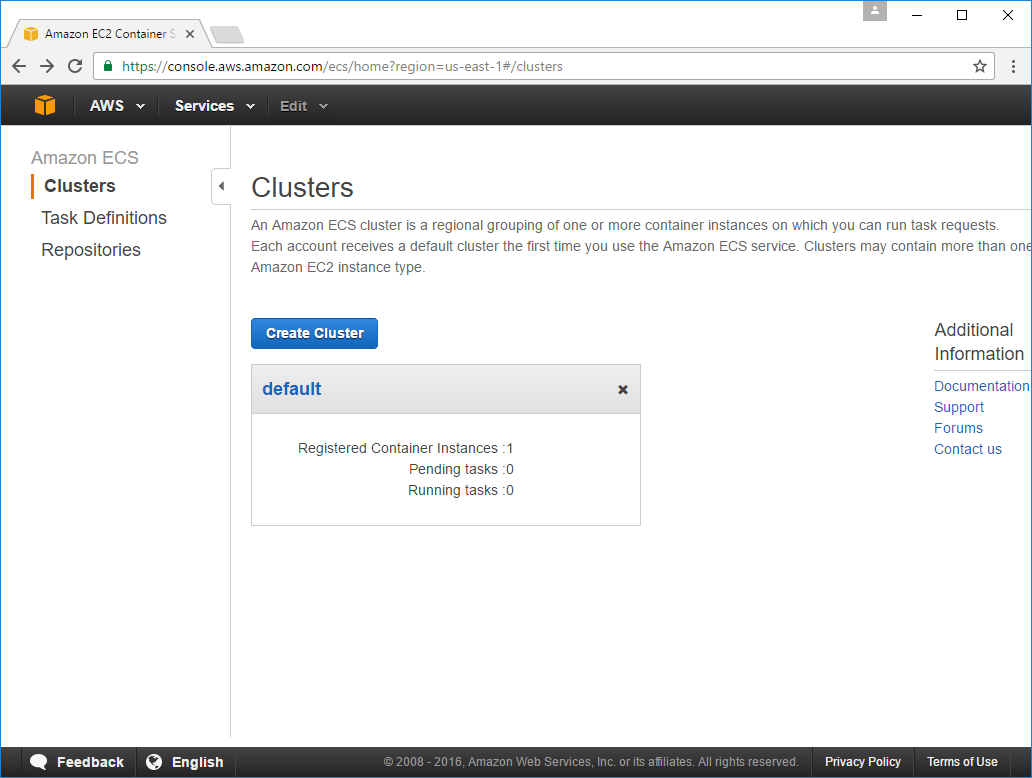 Amazon EC2 Container S
https://console.aws.amazon.com/ecs/home?region=us-east-1#/clusters
AWS Services Edit
Amazon ECS
Clusters
Task Definitions
Repositories
Clusters
An Amazon ECS cluster is a regional grouping of one or more container instances on which you can run task requests.
Each account receives a default cluster the first time you use the Amazon ECS service. Clusters may contain more than one
Amazon EC2 instance type.
Create Cluster
default
Registered Container Instances :1
Pending tasks :0
Running tasks :0
Additional
Information
Documentation
Support
Forums
Contact us
Feedback English © 2008 - 2016, Amazon Web Services, Inc. or its affiliates. All rights reserved. Privacy Policy Terms of Use